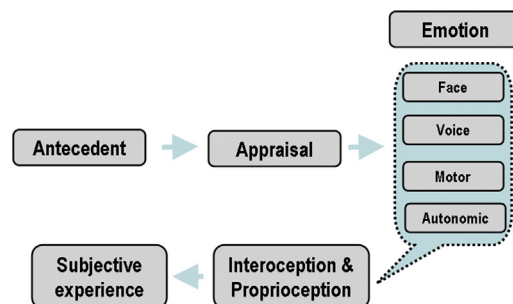 Emotion
Face
Voice
Antecedent
Appraisal
Motor
Autonomic
Subjective
experience
Interoception &
Proprioception